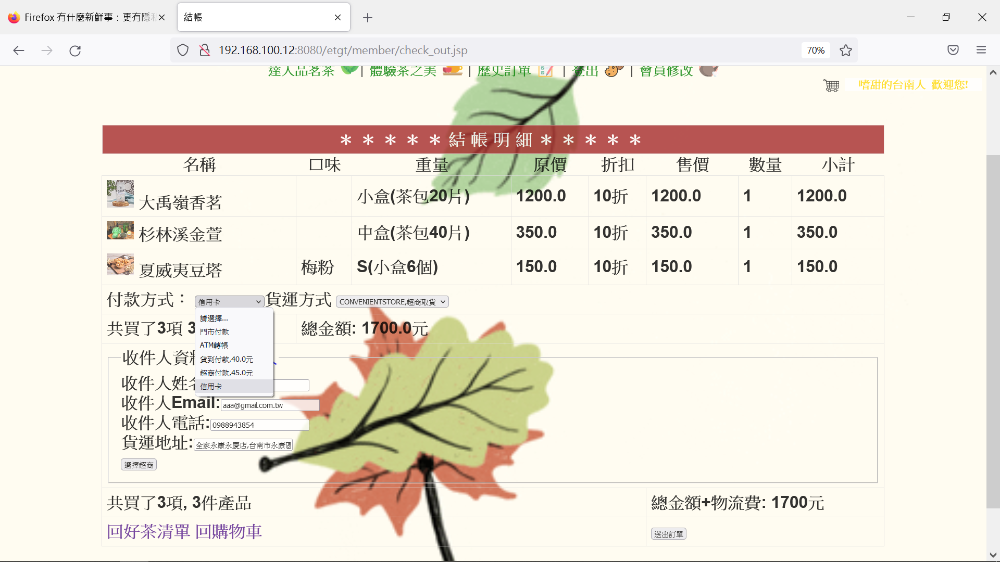 Firefox 有什麼新鮮事：更有隱
結帳
192.168.100.12:8080/etgt/member/check_out.jsp
70%
達人品茗茶 | 體驗茶之美 | 歷史訂單 | 登出 | 會員修改
嗜甜的台南人 歡迎您!
＊＊＊＊＊結帳明細＊＊＊＊＊
名稱 口味 重量 原價 折扣 售價 數量 小計
大禹嶺香茗 小盒(茶包20片) 1200.0 10折 1200.0 1 1200.0
杉林溪金萱 中盒(茶包40片) 350.0 10折 350.0 1 350.0
夏威夷豆塔 梅粉 S(小盒6個) 150.0 10折 150.0 1 150.0
付款方式： 信用卡 貨運方式 CONVENIENTSTORE,超商取貨
請選擇...
門市付款
ATM轉帳
貨到付款,40.0元
超商付款,45.0元
信用卡
共買了3項 3 總金額: 1700.0元
收件人資料
收件人姓名
收件人Email: aaa@gmail.com.tw
收件人電話: 0988943854
貨運地址: 全家永康永慶店,台南市永康區
選擇超商
共買了3項, 3件產品 總金額+物流費: 1700元
回好茶清單 回購物車 送出訂單